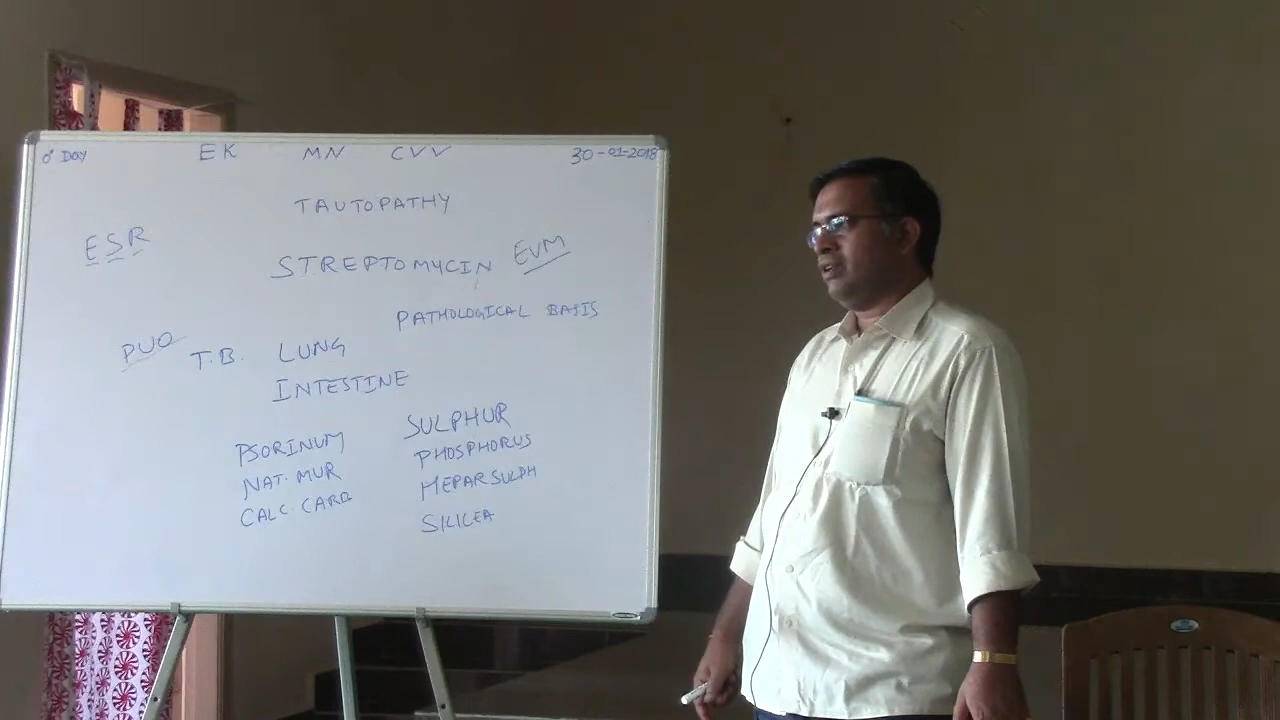 ♂ DAY EK MN CVV 30-01-2018
TAUTOPATHY
ESR
STREPTOMYCIN EVM
PATHOLOGICAL BASIS
PUO T.B. LUNG
INTESTINE
PSORINUM SULPHUR
NAT. MUR PHOSPHORUS
CALC. CARB HEPAR SULPH
SILICEA